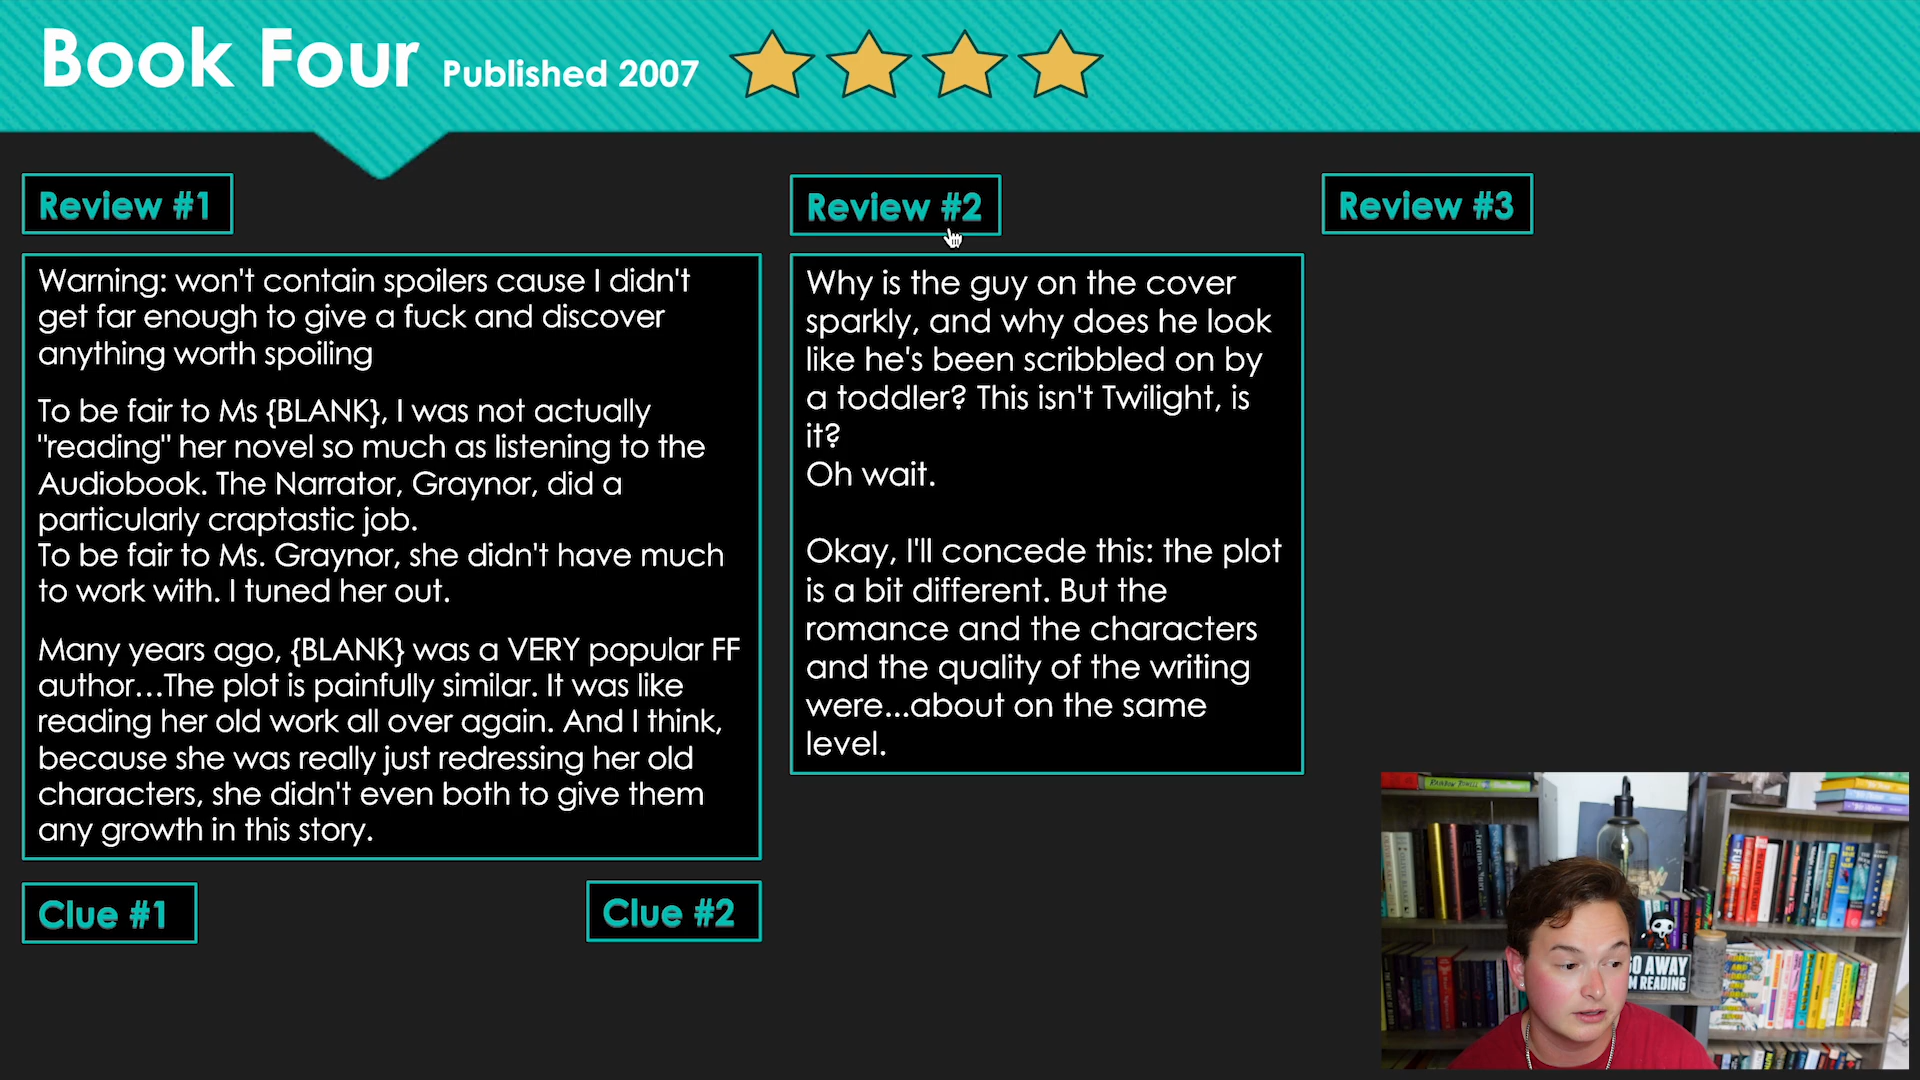 Book Four Published 2007
Review #1
Warning: won't contain spoilers cause I didn't
get far enough to give a fuck and discover
anything worth spoiling
To be fair to Ms {BLANK}, I was not actually
"reading" her novel so much as listening to the
Audiobook. The Narrator, Graynor, did a
particularly craptastic job.
To be fair to Ms. Graynor, she didn't have much
to work with. I tuned her out.
Many years ago, {BLANK} was a VERY popular FF
author...The plot is painfully similar. It was like
reading her old work all over again. And I think,
because she was really just redressing her old
characters, she didn't even both to give them
any growth in this story.
Clue #1
Clue #2
Review #2
Why is the guy on the cover
sparkly, and why does he look
like he's been scribbled on by
a toddler? This isn't Twilight, is
it?
Oh wait.
Okay, I'll concede this: the plot
is a bit different. But the
romance and the characters
and the quality of the writing
were...about on the same
level.
Review #3
GO AWAY
I'M READING